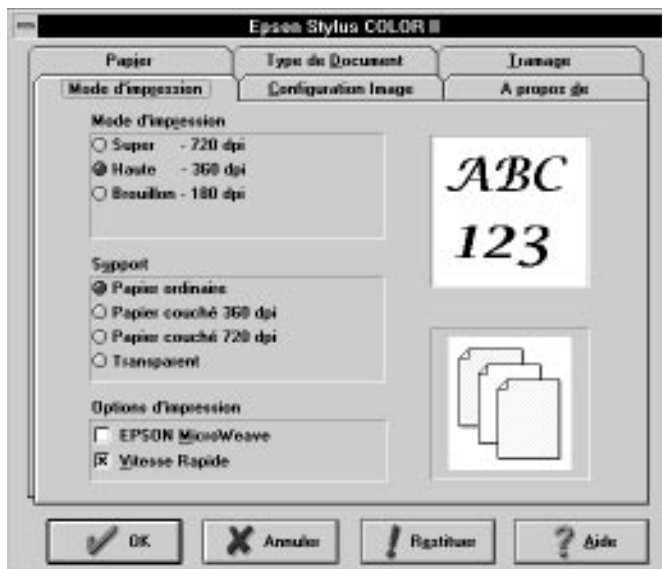 Epson Stylus COLOR II
Papier
Type de Document
Tramage
Mode d'impression
Configuration Image
A propos de
Mode d'impression
Super - 720 dpi
Haute - 360 dpi
Brouillon - 180 dpi
Support
Papier ordinaire
Papier couché 360 dpi
Papier couché 720 dpi
Transparent
Options d'impression
EPSON MicroWeave
Vitesse Rapide
ABC
123
OK
Annuler
Restituer
Aide